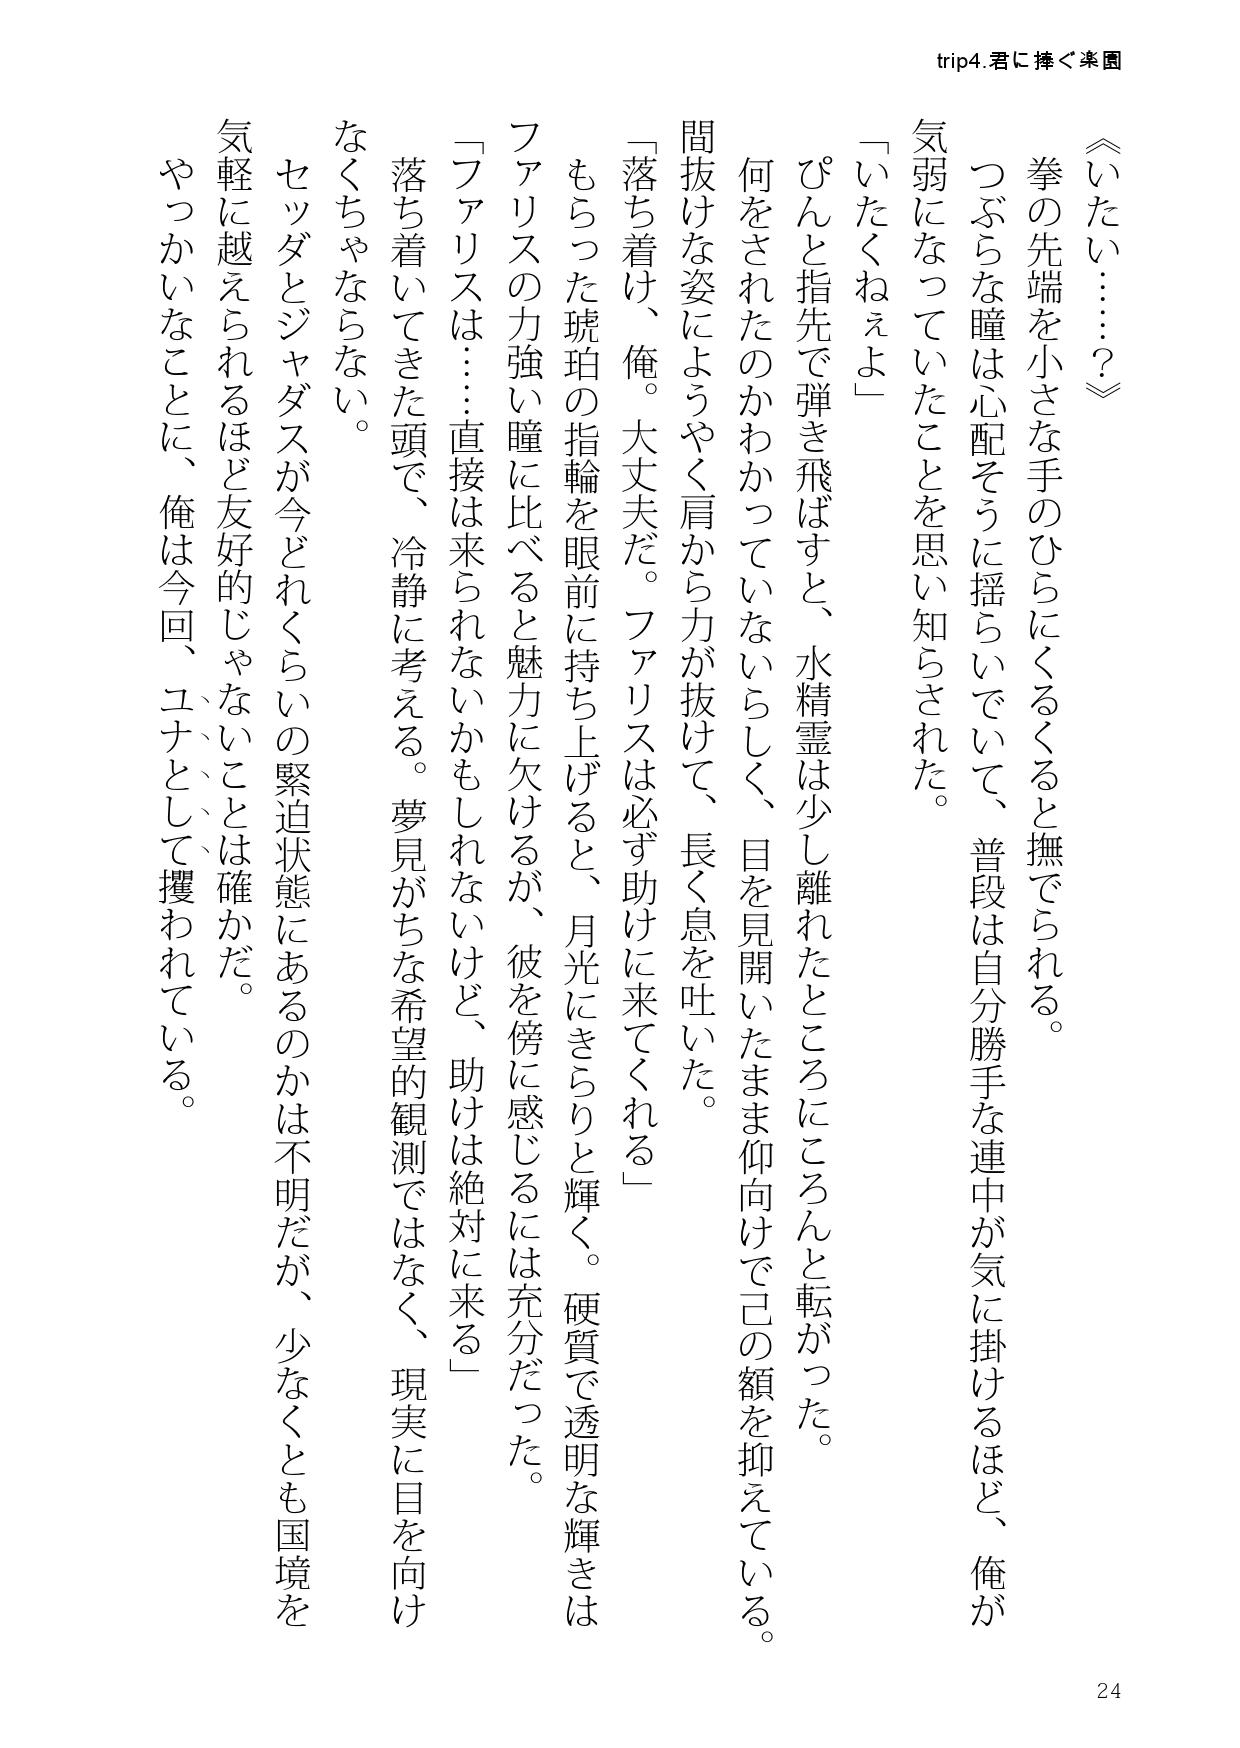 trip4.君に捧ぐ楽園
《いたい……？》
拳の先端を小さな手のひらにくるくると撫でられる。
つぶらな瞳は心配そうに揺らいでいて、普段は自分勝手な連中が気に掛けるほど、俺が
気弱になっていたことを思い知らされた。
「いたくねぇよ」
ぴんと指先で弾き飛ばすと、水精霊は少し離れたところにころんと転がった。
何をされたのかわかっていないらしく、目を見開いたまま仰向けで己の額を抑えている。
間抜けな姿にようやく肩から力が抜けて、長く息を吐いた。
「落ち着け、俺。大丈夫だ。ファリスは必ず助けに来てくれる」
もらった琥珀の指輪を眼前に持ち上げると、月光にきらりと輝く。硬質で透明な輝きは
ファリスの力強い瞳に比べると魅力に欠けるが、彼を傍に感じるには充分だった。
「ファリスは……直接は来られないかもしれないけど、助けは絶対に来る」
落ち着いてきた頭で、冷静に考える。夢見がちな希望的観測ではなく、現実に目を向け
なくちゃならない。
セッダとジャダスが今どれくらいの緊迫状態にあるのかは不明だが、少なくとも国境を
気軽に越えられるほど友好的じゃないことは確かだ。
やっかいなことに、俺は今回、ユナとして攫われている。
24